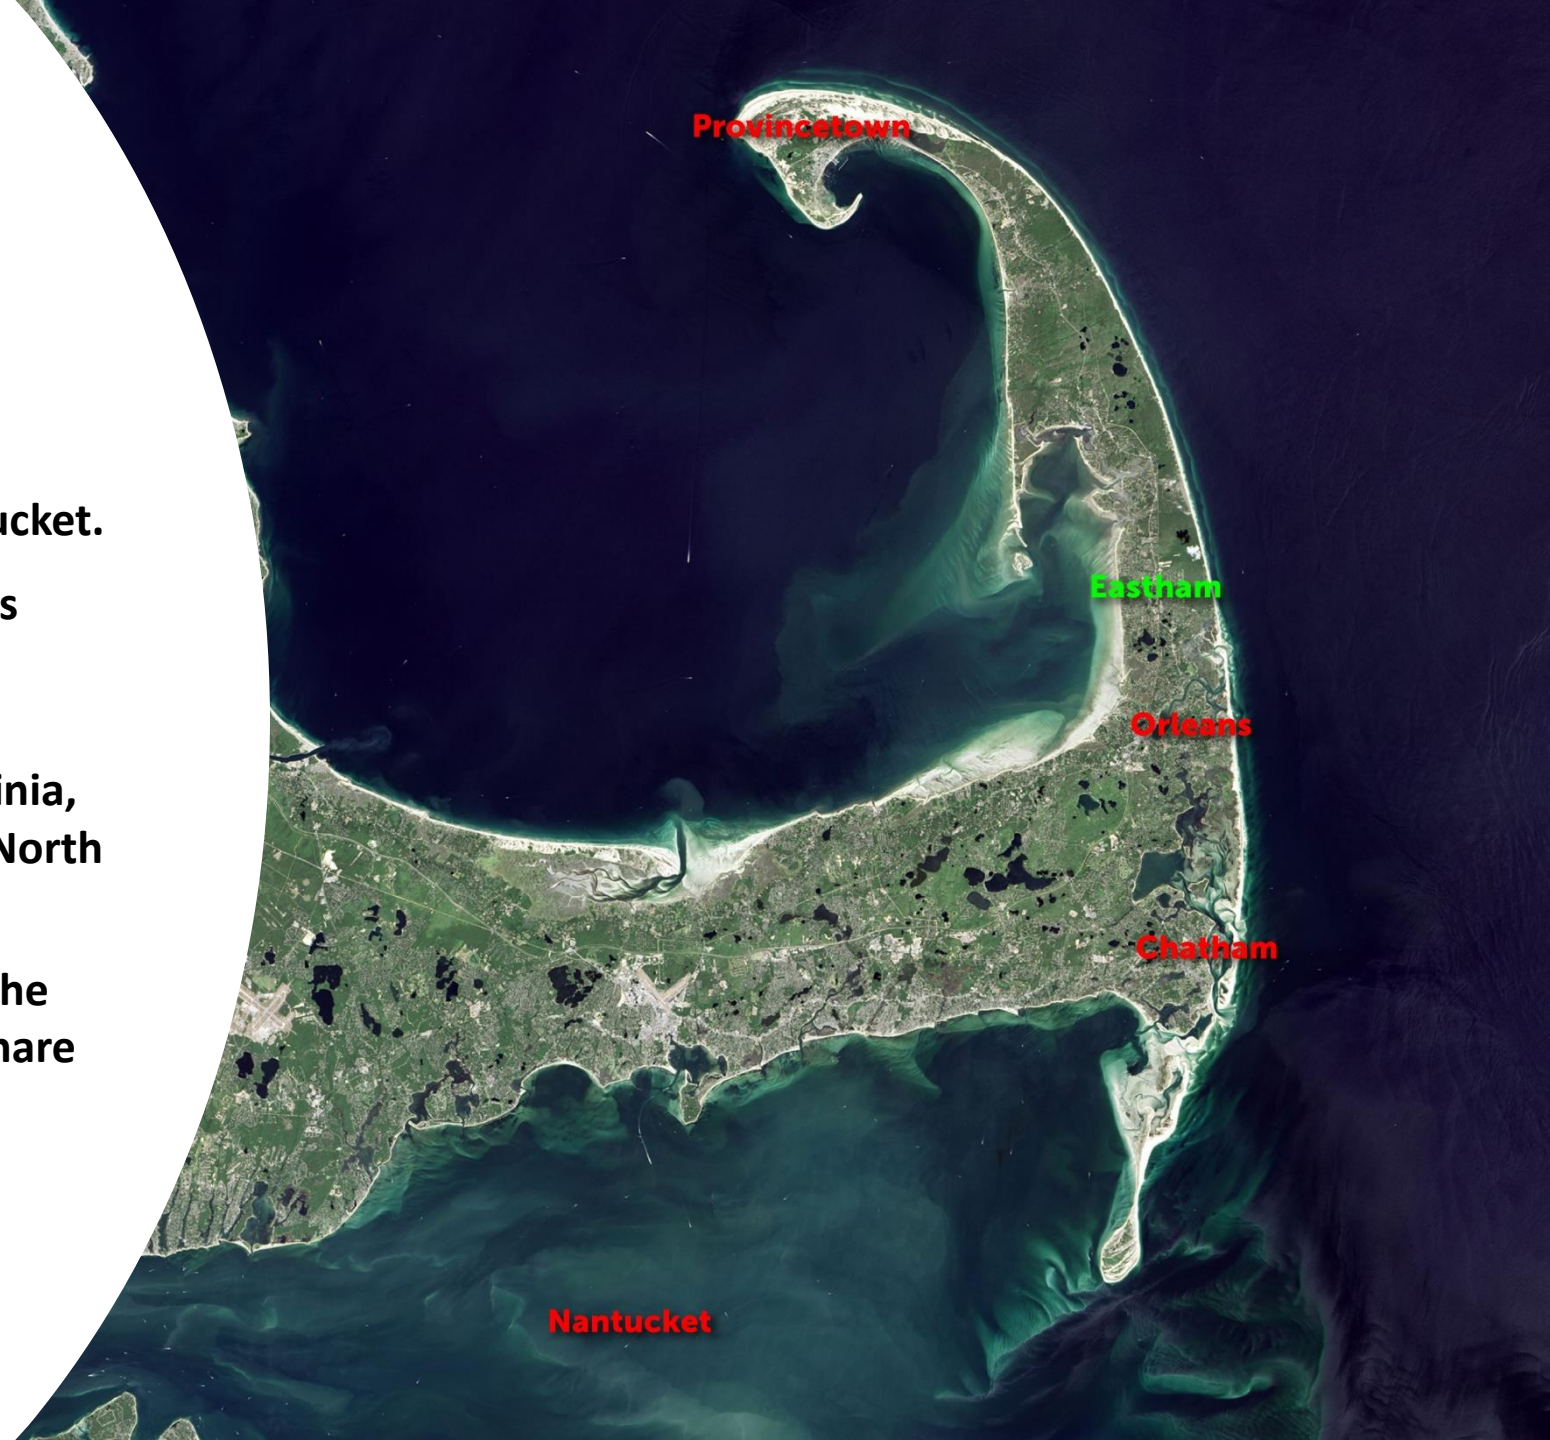 ucket.
s
inia,
North
he
hare
Provincetown
Eastham
Orleans
Chatham
Nantucket